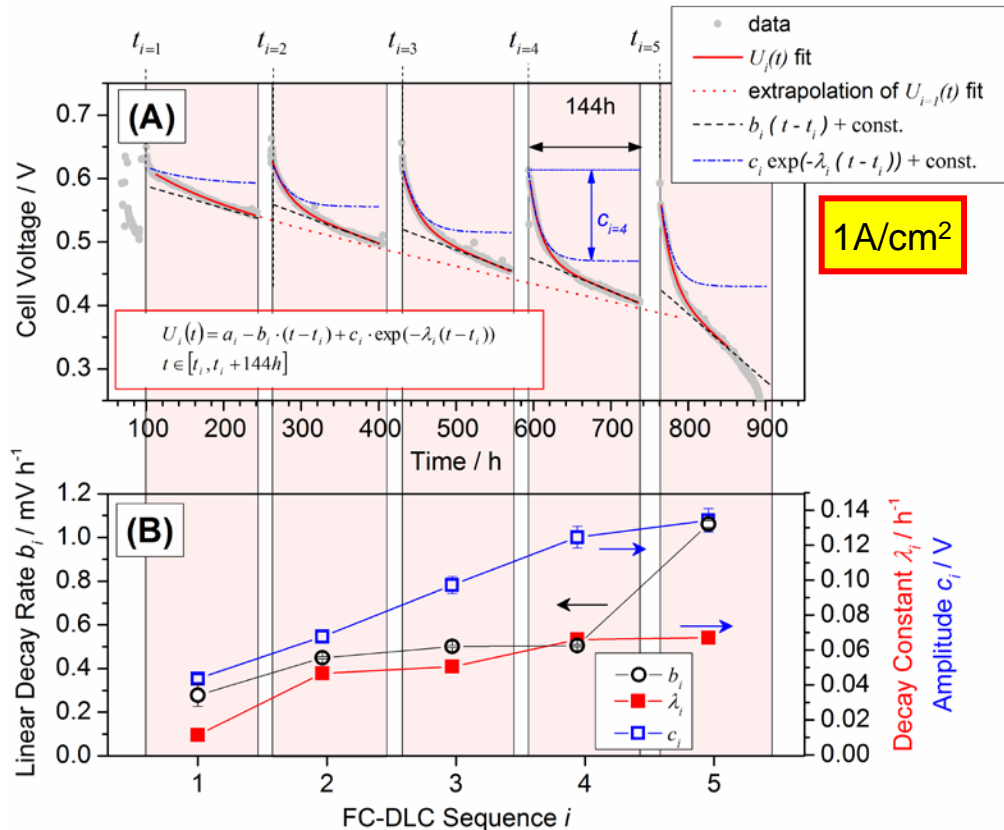 t_{i=1}
t_{i=2}
t_{i=3}
t_{i=4}
t_{i=5}
data
U_i(t) fit
extrapolation of U_{i=1}(t) fit
b_i ( t - t_i ) + const.
c_i exp(-λ_i ( t - t_i )) + const.
(A)
144h
c_{i=4}
1A/cm²
U_i(t) = a_i − b_i·(t−t_i) + c_i·exp(−λ_i(t−t_i))
t ∈ [t_i, t_i + 144h]
Cell Voltage / V
0.7
0.6
0.5
0.4
0.3
100 200 300 400 500 600 700 800 900
Time / h
(B)
Linear Decay Rate b_i / mV h⁻¹
1.2
1.0
0.8
0.6
0.4
0.2
0.0
0.14
0.12
0.10
0.08
0.06
0.04
0.02
0.00
Decay Constant λ_i / h⁻¹
Amplitude c_i / V
b_i
λ_i
c_i
1 2 3 4 5
FC-DLC Sequence i